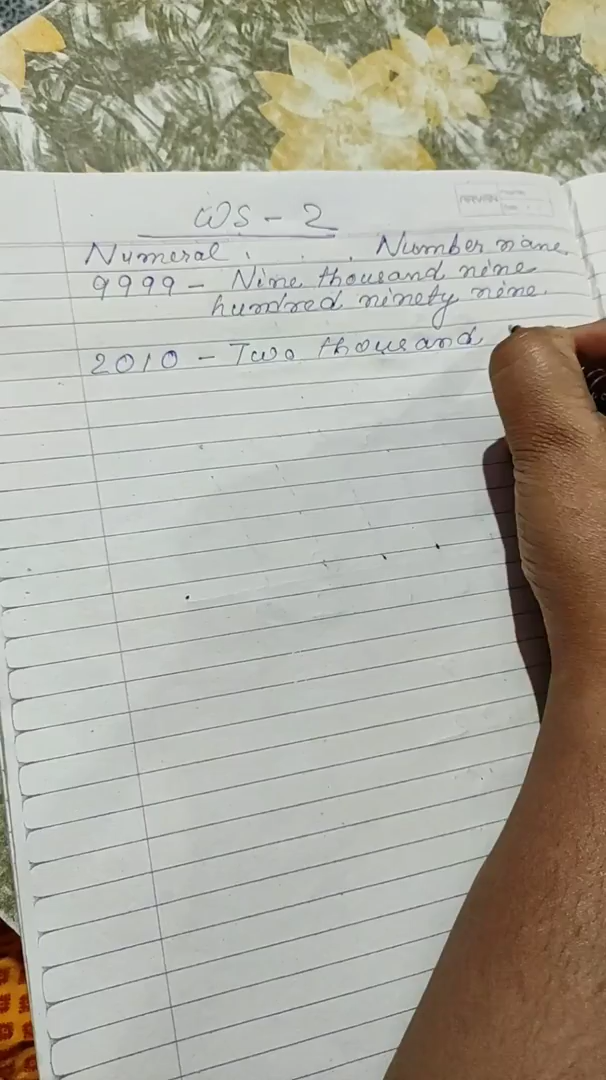 WS - 2
Numeral . . . Number name
9999 - Nine thousand nine
hundred ninety nine.
2010 - Two thousand